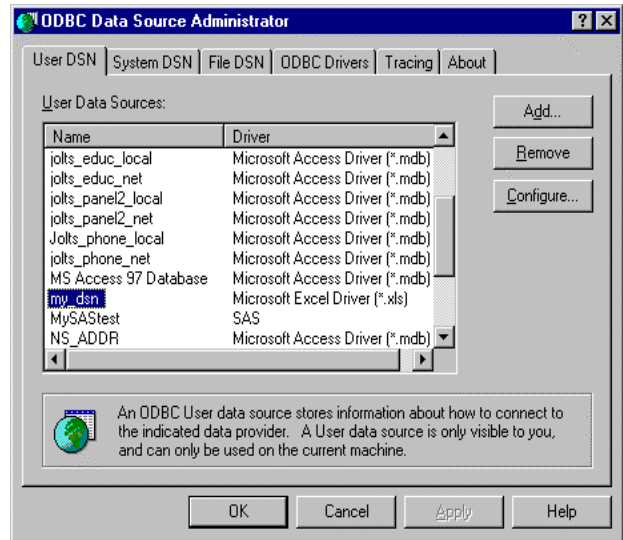 ODBC Data Source Administrator
User DSN System DSN File DSN ODBC Drivers Tracing About
User Data Sources:
Name Driver
jolts_educ_local Microsoft Access Driver (*.mdb)
jolts_educ_net Microsoft Access Driver (*.mdb)
jolts_panel2_local Microsoft Access Driver (*.mdb)
jolts_panel2_net Microsoft Access Driver (*.mdb)
Jolts_phone_local Microsoft Access Driver (*.mdb)
jolts_phone_net Microsoft Access Driver (*.mdb)
MS Access 97 Database Microsoft Access Driver (*.mdb)
my_dsn Microsoft Excel Driver (*.xls)
MySAStest SAS
NS_ADDR Microsoft Access Driver (*.mdb)
Add...
Remove
Configure...
An ODBC User data source stores information about how to connect to
the indicated data provider. A User data source is only visible to you,
and can only be used on the current machine.
OK Cancel Apply Help